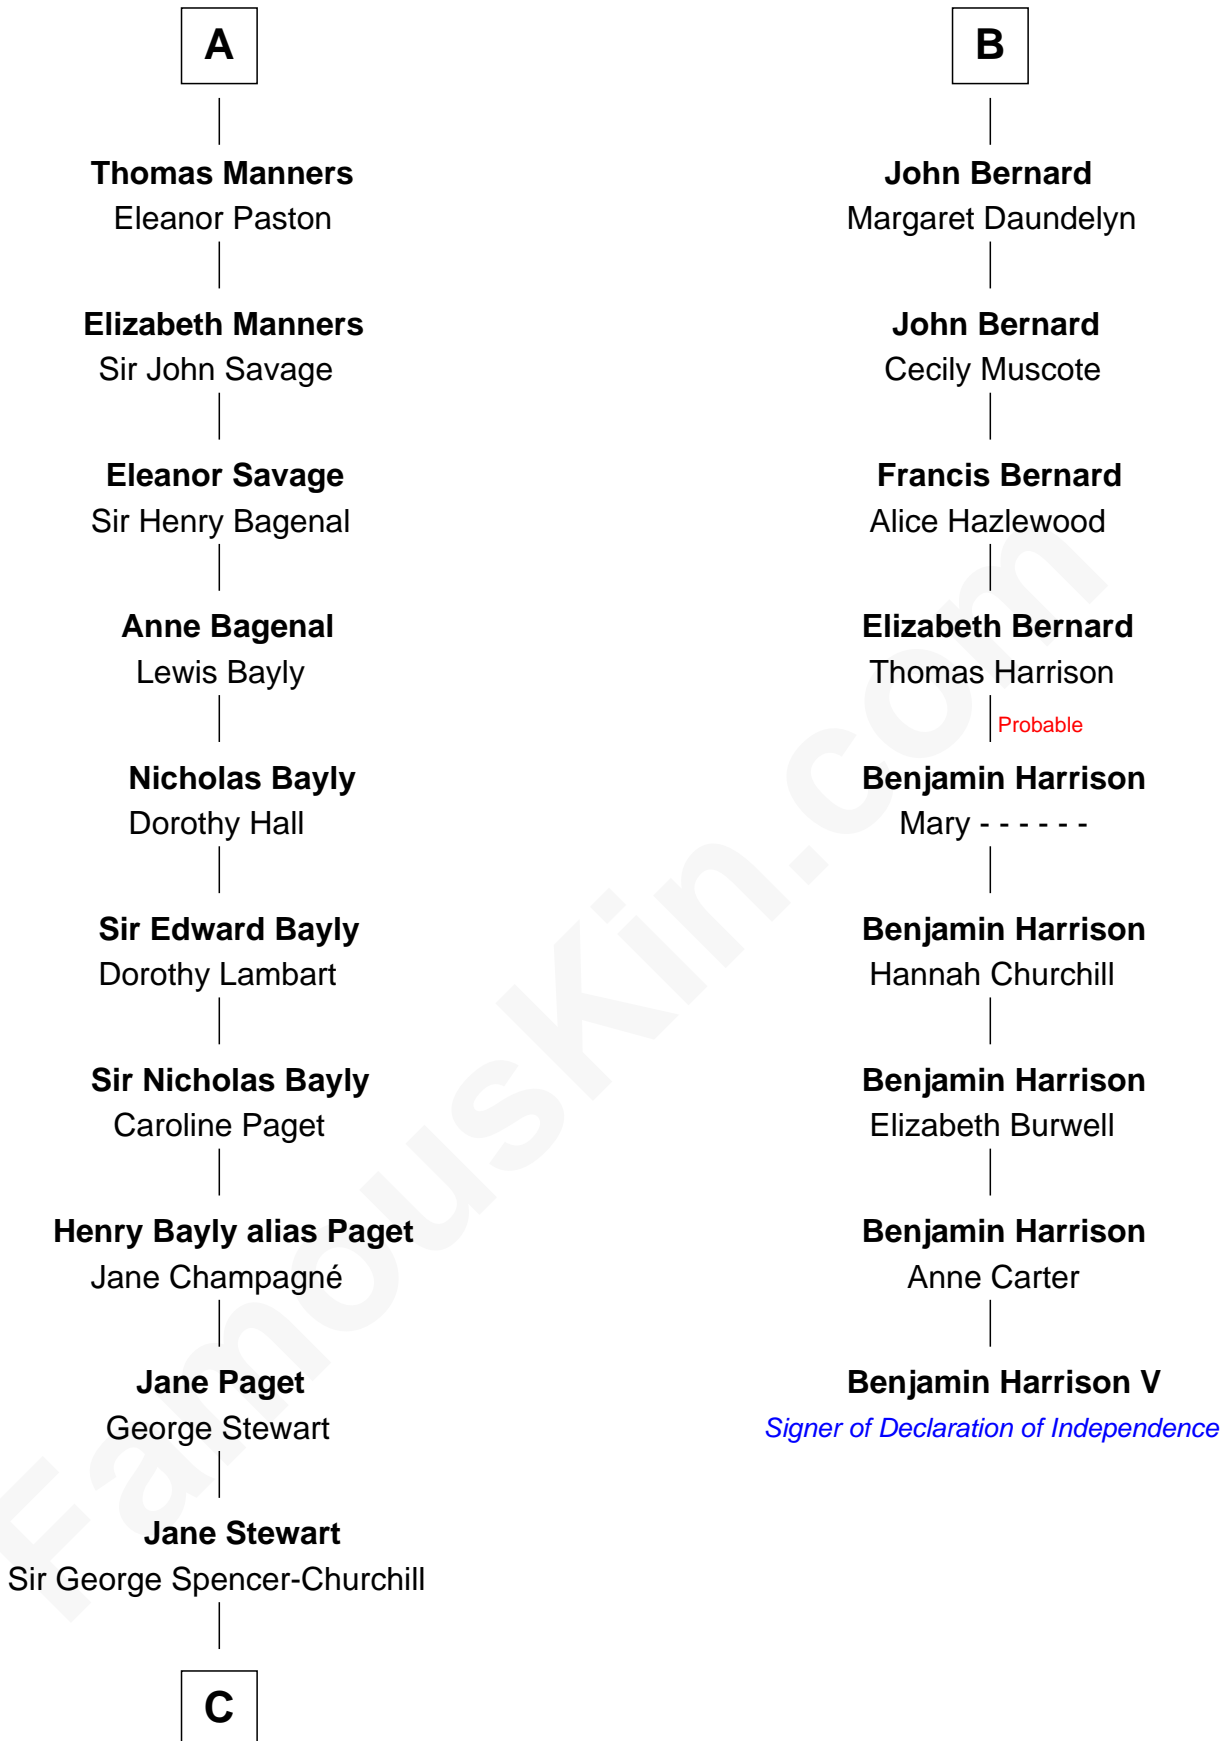 A
Thomas Manners
Eleanor Paston
Elizabeth Manners
Sir John Savage
Eleanor Savage
Sir Henry Bagenal
Anne Bagenal
Lewis Bayly
Nicholas Bayly
Dorothy Hall
Sir Edward Bayly
Dorothy Lambart
Sir Nicholas Bayly
Caroline Paget
Henry Bayly alias Paget
Jane Champagné
Jane Paget
George Stewart
Jane Stewart
Sir George Spencer-Churchill
C
B
John Bernard
Margaret Daundelyn
John Bernard
Cecily Muscote
Francis Bernard
Alice Hazlewood
Elizabeth Bernard
Thomas Harrison
Probable
Benjamin Harrison
Mary - - - - - -
Benjamin Harrison
Hannah Churchill
Benjamin Harrison
Elizabeth Burwell
Benjamin Harrison
Anne Carter
Benjamin Harrison V
Signer of Declaration of Independence
FamousKin.com